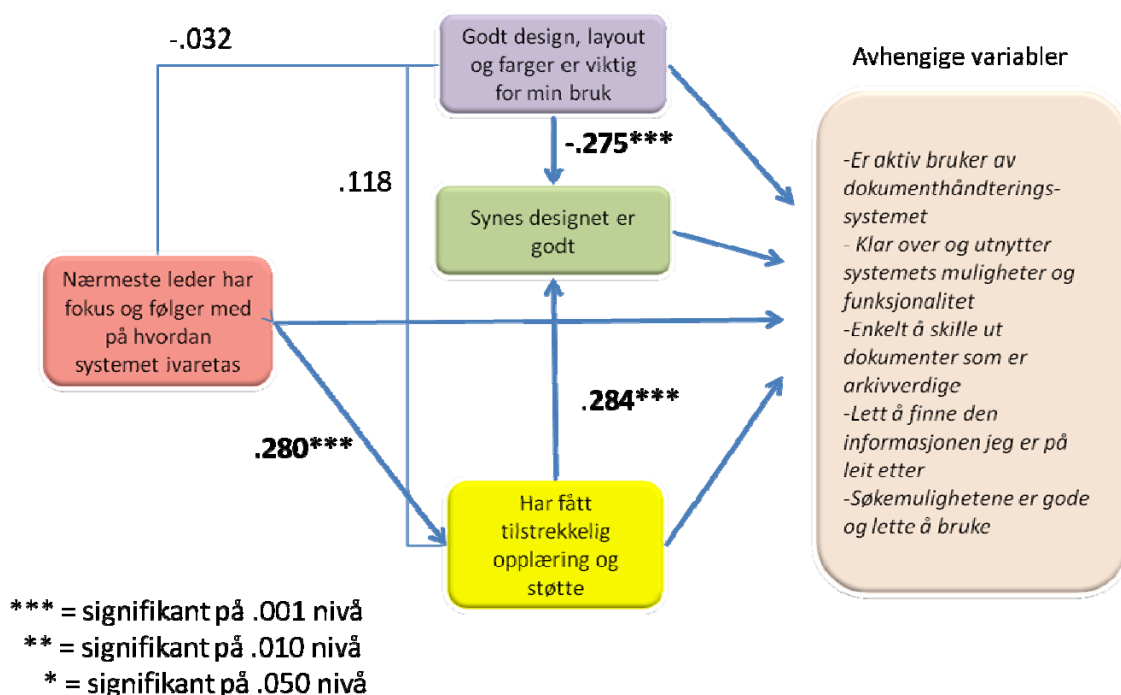 -.032
Godt design, layout
og farger er viktig
for min bruk
Avhengige variabler
-.275***
.118
Synes designet er
godt
Nærmeste leder har
fokus og følger med
på hvordan
systemet ivaretas
-Er aktiv bruker av
dokumenthåndterings-
systemet
- Klar over og utnytter
systemets muligheter og
funksjonalitet
-Enkelt å skille ut
dokumenter som er
arkivverdige
-Lett å finne den
informasjonen jeg er på
leit etter
-Søkemulighetene er gode
og lette å bruke
.284***
.280***
Har fått
tilstrekkelig
opplæring og
støtte
*** = signifikant på .001 nivå
** = signifikant på .010 nivå
* = signifikant på .050 nivå